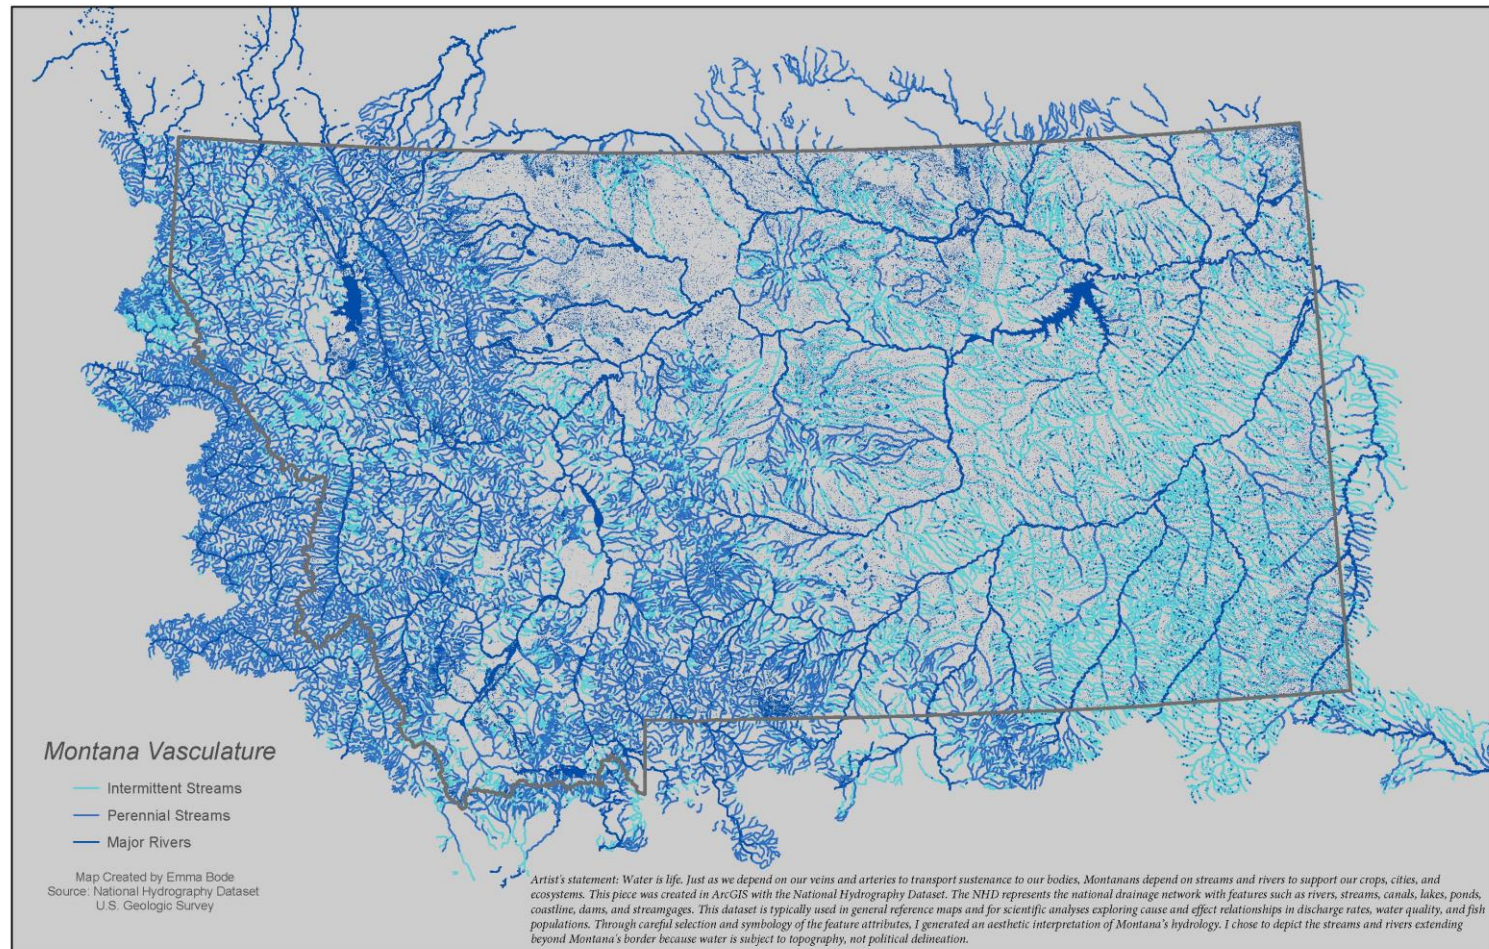 Montana Vasculature
Intermittent Streams
Perennial Streams
Major Rivers
Map Created by Emma Bode
Source: National Hydrography Dataset
U.S. Geologic Survey
Artist's statement: Water is life. Just as we depend on our veins and arteries to transport sustenance to our bodies, Montanans depend on streams and rivers to support our crops, cities, and
ecosystems. This piece was created in ArcGIS with the National Hydrography Dataset. The NHD represents the national drainage network with features such as rivers, streams, canals, lakes, ponds,
coastline, dams, and streamgages. This dataset is typically used in general reference maps and for scientific analyses exploring cause and effect relationships in discharge rates, water quality, and fish
populations. Through careful selection and symbology of the feature attributes, I generated an aesthetic interpretation of Montana's hydrology. I chose to depict the streams and rivers extending
beyond Montana's border because water is subject to topography, not political delineation.